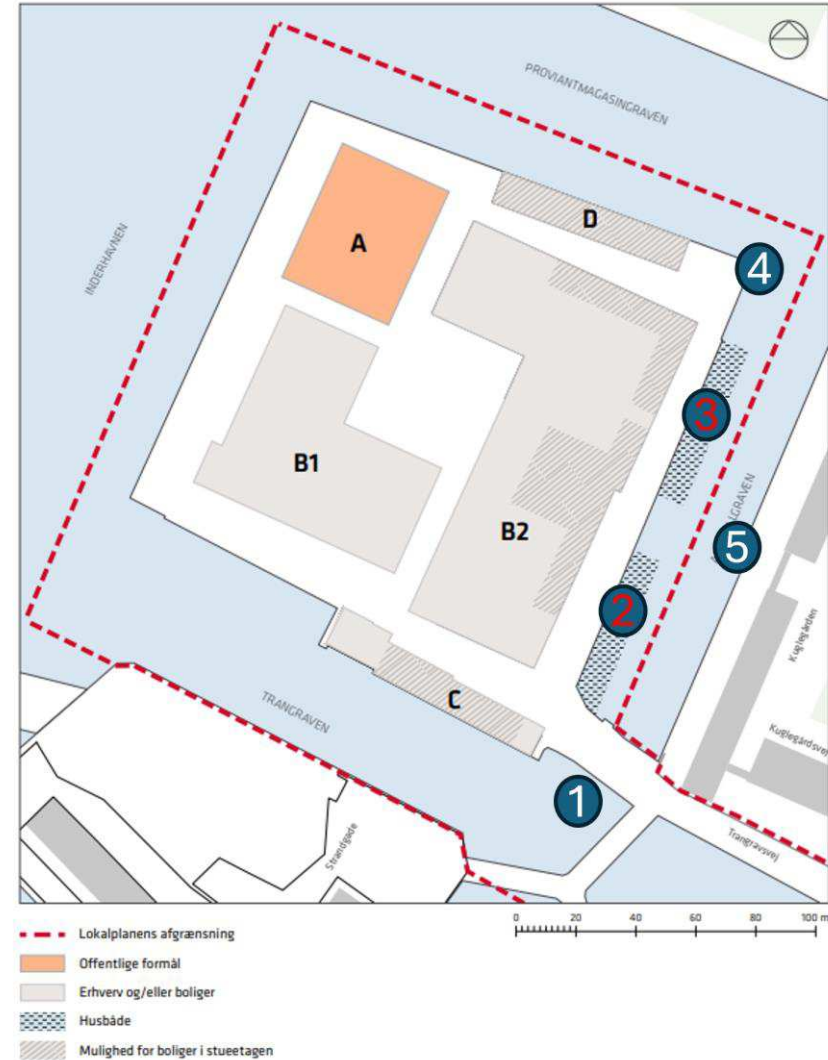 PROVIANTMAGASINGRAVEN
INDERHAVNEN
A
D
4
3
B1
B2
LGRAVEN
5
2
Kuglegården
C
TRANGRAVEN
Kuglegårdsvej
1
Strandgade
Trangravsvej
0 20 40 60 80 100 m
Lokalplanens afgrænsning
Offentlige formål
Erhverv og/eller boliger
Husbåde
Mulighed for boliger i stueetagen